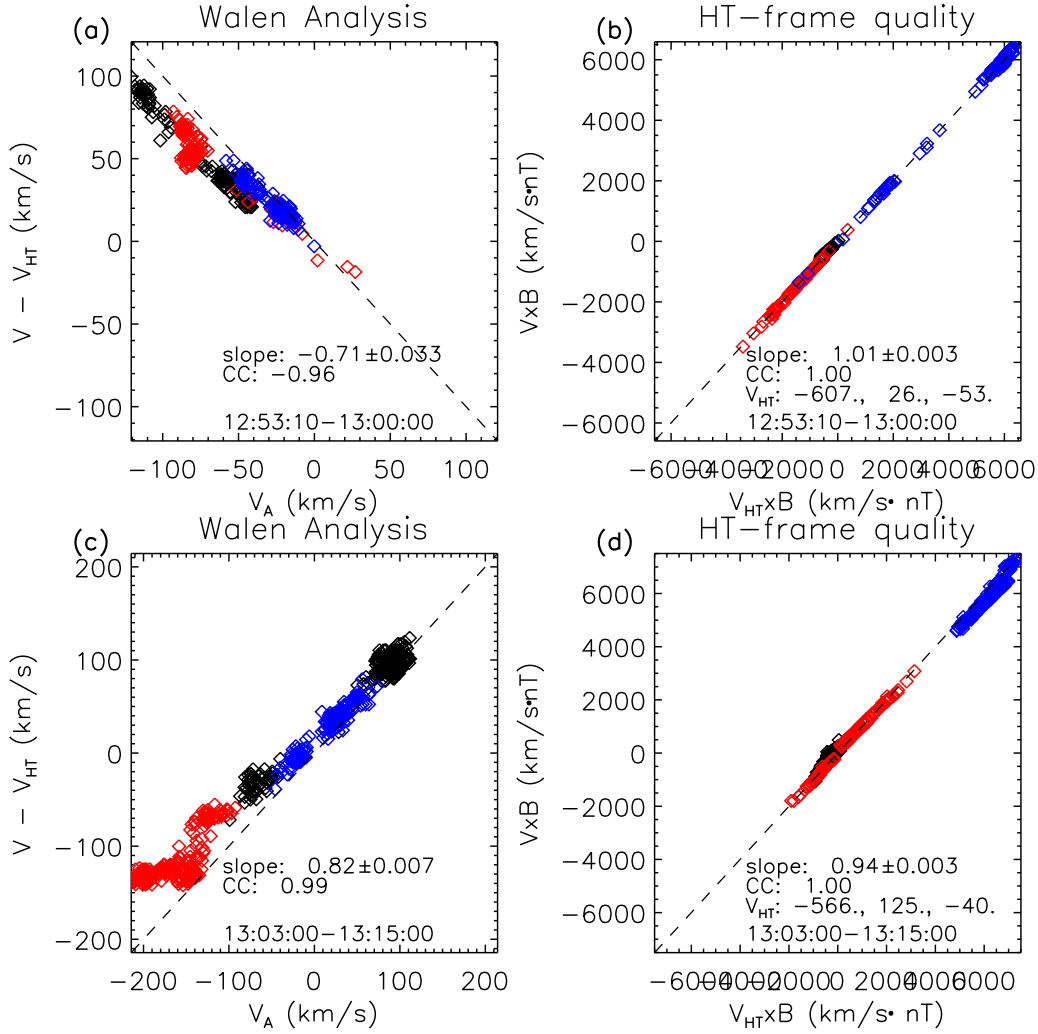 (a) Walen Analysis
100
50
0
−50
−100
V − V_HT (km/s)
slope: −0.71±0.033
CC: −0.96
12:53:10−13:00:00
−100 −50 0 50 100
V_A (km/s)
(b) HT−frame quality
6000
4000
2000
0
−2000
−4000
−6000
VxB (km/s•nT)
slope: 1.01±0.003
CC: 1.00
V_HT: −607., 26., −53.
12:53:10−13:00:00
−6000 −4000 −2000 0 2000 4000 6000
V_HTxB (km/s• nT)
(c) Walen Analysis
200
100
0
−100
−200
V − V_HT (km/s)
slope: 0.82±0.007
CC: 0.99
13:03:00−13:15:00
−200 −100 0 100 200
V_A (km/s)
(d) HT−frame quality
6000
4000
2000
0
−2000
−4000
−6000
VxB (km/s•nT)
slope: 0.94±0.003
CC: 1.00
V_HT: −566., 125., −40.
13:03:00−13:15:00
−6000 −4000 −2000 0 2000 4000 6000
V_HTxB (km/s• nT)